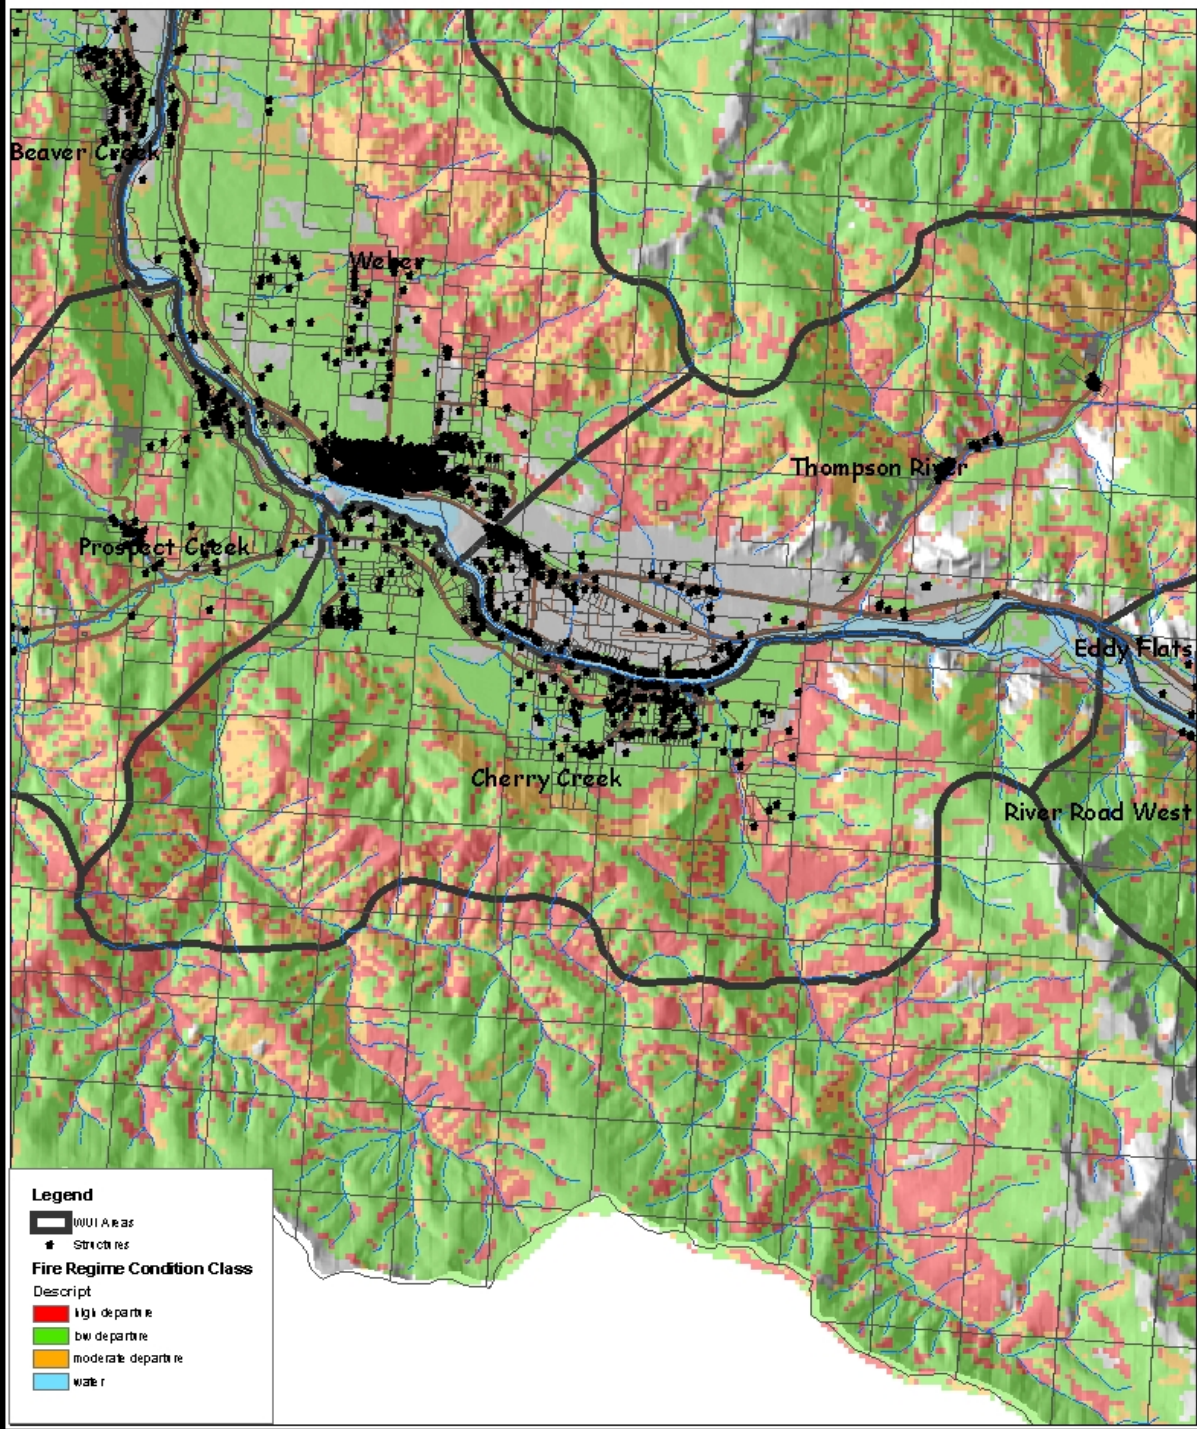 Beaver Creek
Weber
Thompson River
Prospect Creek
Eddy Flats
Cherry Creek
River Road West
Legend
WUI Areas
Structures
Fire Regime Condition Class
Descript
high departure
low departure
moderate departure
water